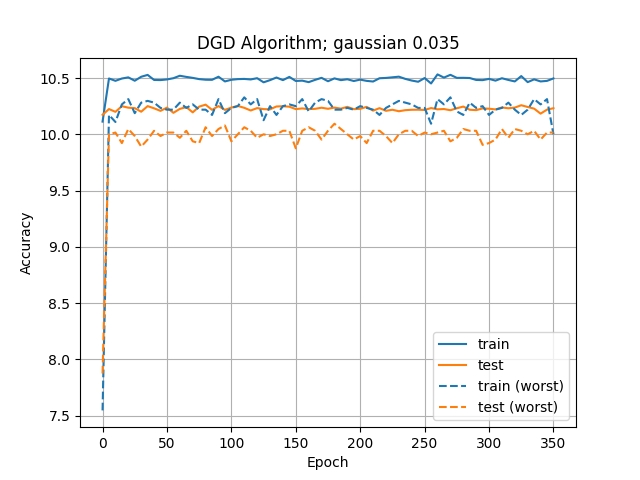 DGD Algorithm; gaussian 0.035
10.5
10.0
9.5
9.0
8.5
8.0
7.5
Accuracy
train
test
train (worst)
test (worst)
0 50 100 150 200 250 300 350
Epoch